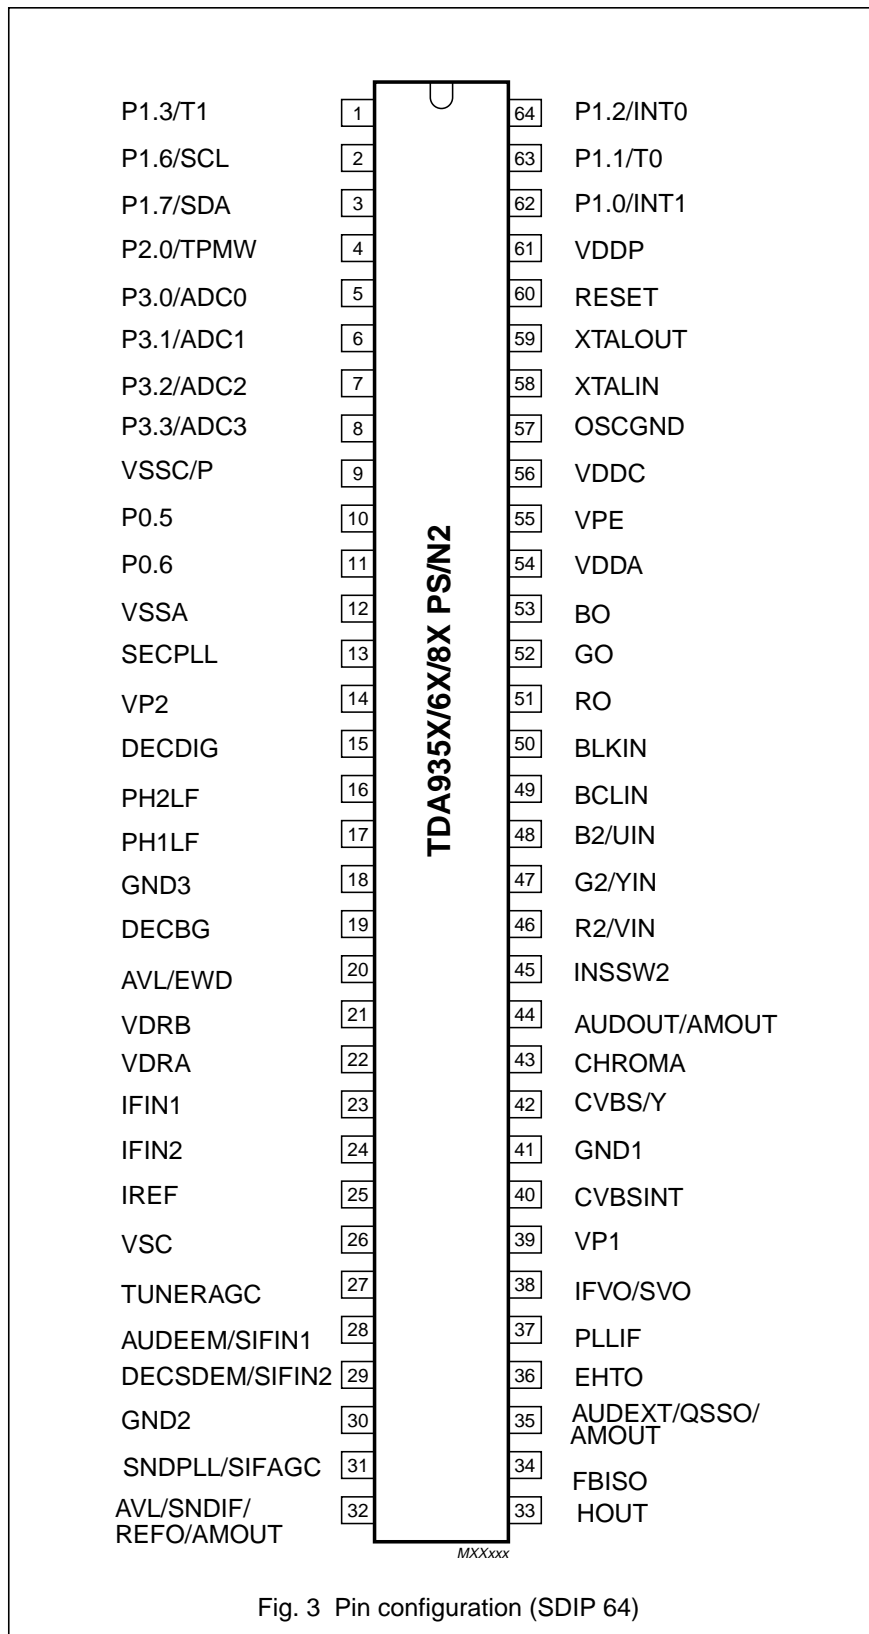 P1.3/T1 1 64 P1.2/INT0
P1.6/SCL 2 63 P1.1/T0
P1.7/SDA 3 62 P1.0/INT1
P2.0/TPMW 4 61 VDDP
P3.0/ADC0 5 60 RESET
P3.1/ADC1 6 59 XTALOUT
P3.2/ADC2 7 58 XTALIN
P3.3/ADC3 8 57 OSCGND
VSSC/P 9 56 VDDC
P0.5 10 55 VPE
P0.6 11 54 VDDA
VSSA 12 53 BO
SECPLL 13 52 GO
VP2 14 51 RO
DECDIG 15 50 BLKIN
PH2LF 16 49 BCLIN
PH1LF 17 48 B2/UIN
GND3 18 47 G2/YIN
DECBG 19 46 R2/VIN
AVL/EWD 20 45 INSSW2
VDRB 21 44 AUDOUT/AMOUT
VDRA 22 43 CHROMA
IFIN1 23 42 CVBS/Y
IFIN2 24 41 GND1
IREF 25 40 CVBSINT
VSC 26 39 VP1
TUNERAGC 27 38 IFVO/SVO
AUDEEM/SIFIN1 28 37 PLLIF
DECSDEM/SIFIN2 29 36 EHTO
GND2 30 35 AUDEXT/QSSO/
AMOUT
SNDPLL/SIFAGC 31 34 FBISO
AVL/SNDIF/ 32 33 HOUT
REFO/AMOUT
TDA935X/6X/8X PS/N2
MXXxxx
Fig. 3 Pin configuration (SDIP 64)